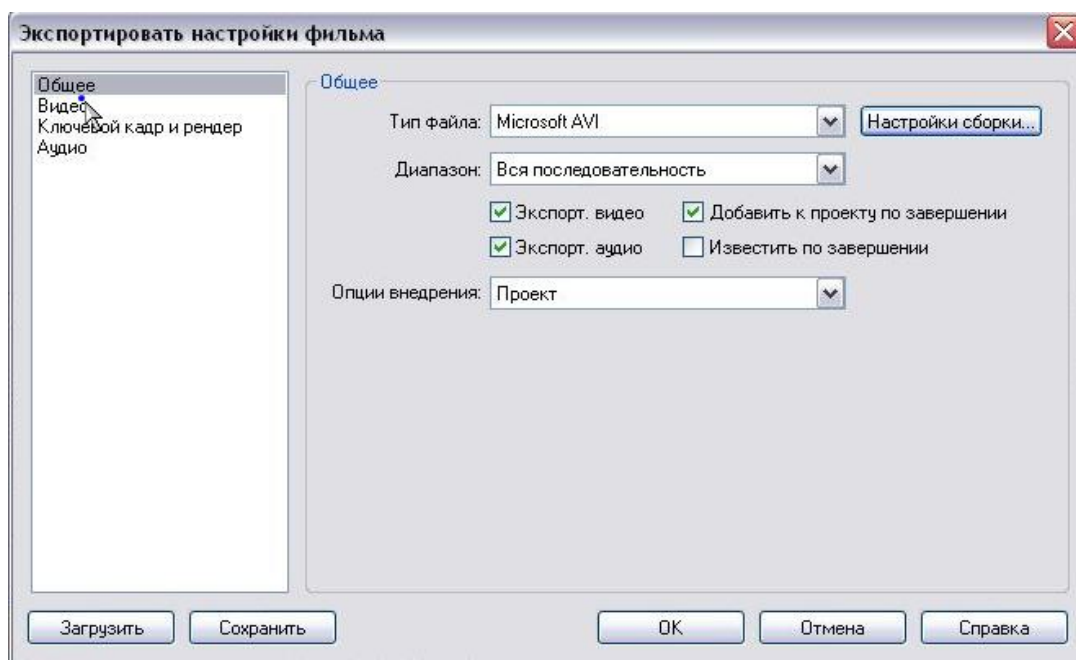 Экспортировать настройки фильма
Общее
Видео
Ключевой кадр и рендер
Аудио
Общее
Тип файла: Microsoft AVI Настройки сборки...
Диапазон: Вся последовательность
Экспорт. видео Добавить к проекту по завершении
Экспорт. аудио Известить по завершении
Опции внедрения: Проект
Загрузить Сохранить OK Отмена Справка